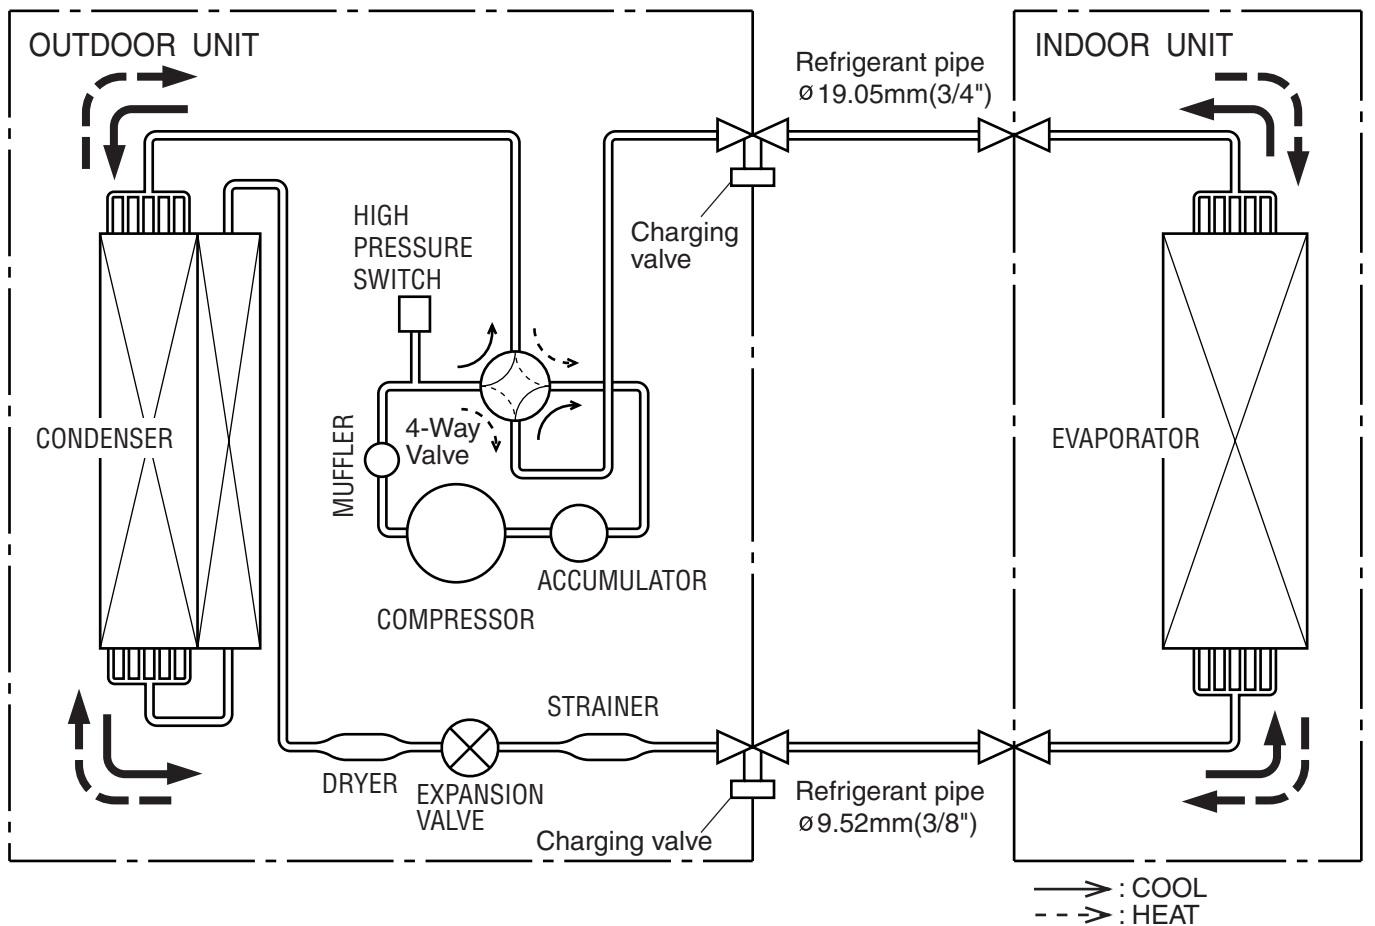 OUTDOOR UNIT
Refrigerant pipe
ø19.05mm(3/4")
INDOOR UNIT
HIGH
PRESSURE
SWITCH
Charging
valve
CONDENSER
MUFFLER
4-Way
Valve
EVAPORATOR
ACCUMULATOR
COMPRESSOR
STRAINER
DRYER
EXPANSION
VALVE
Charging valve
Refrigerant pipe
ø9.52mm(3/8")
: COOL
: HEAT